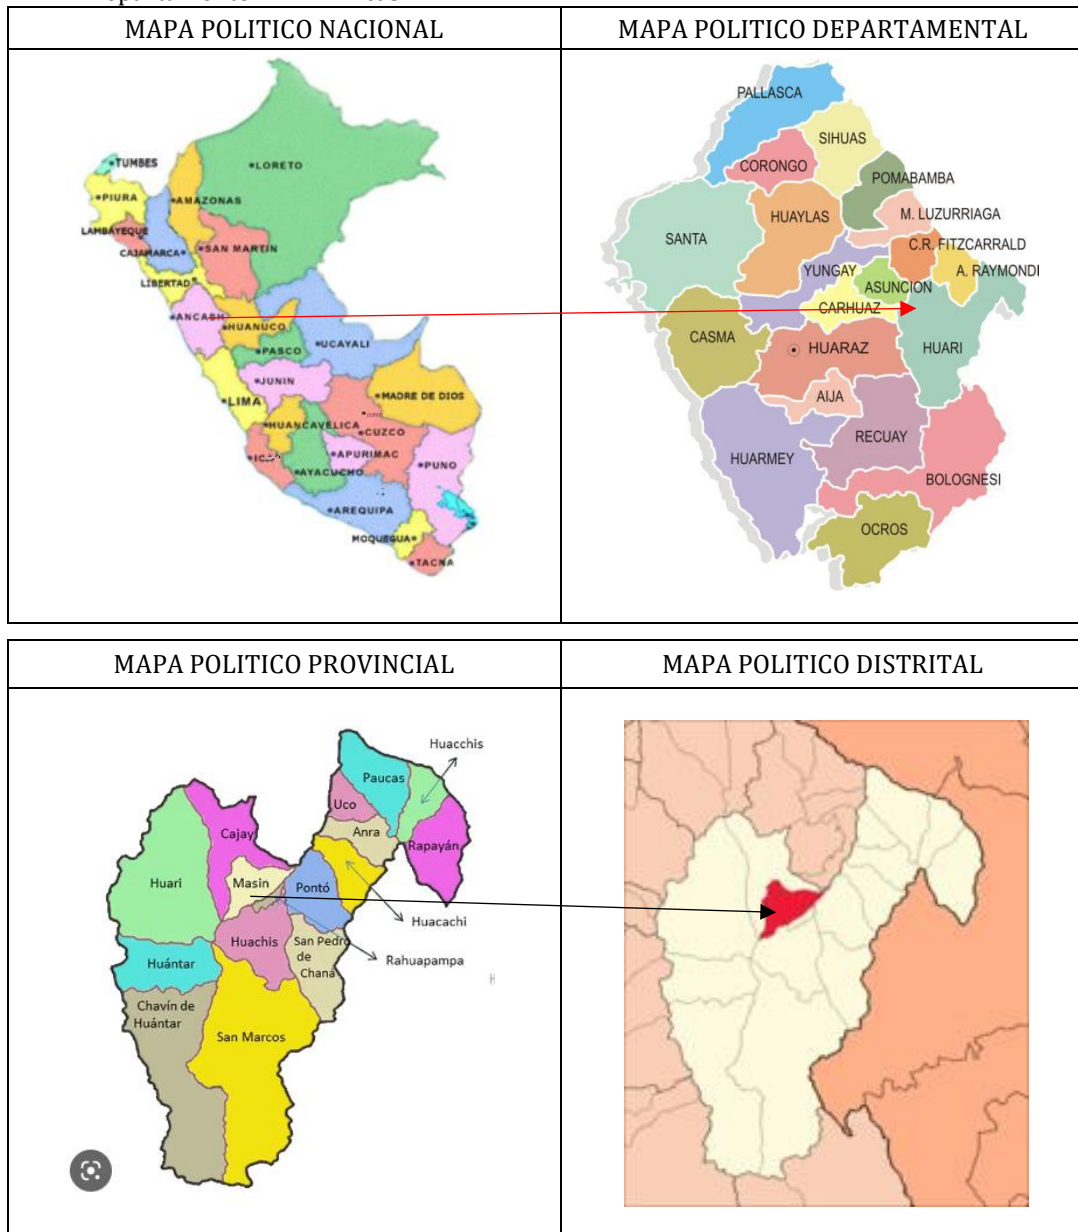 MAPA POLITICO NACIONAL
MAPA POLITICO DEPARTAMENTAL
TUMBES
LORETO
PIURA
AMAZONAS
LAMBAYEQUE
CAJAMARCA
SAN MARTIN
LIBERTAD
ANCASH
HUANUCO
UCAYALI
PASCO
JUNIN
LIMA
MADRE DE DIOS
HUANCAVELICA
CUZCO
APURIMAC
PUNO
AYACUCHO
AREQUIPA
MOQUEGUA
TACNA
PALLASCA
SIHUAS
CORONGO
POMABAMBA
HUAYLAS
M. LUZURRIAGA
SANTA
C.R. FITZCARRALD
YUNGAY
A. RAYMONDI
ASUNCION
CARHUAZ
CASMA
HUARAZ
HUARI
AIJA
RECUAY
HUARMEY
BOLOGNESI
OCROS
MAPA POLITICO PROVINCIAL
MAPA POLITICO DISTRITAL
Huacchis
Paucas
Uco
Cajay
Anra
Rapayán
Huari
Masin
Pontó
Huacachi
Huachis
San Pedro
de
Chaná
Rahuapampa
Huántar
Chavín de
Huántar
San Marcos